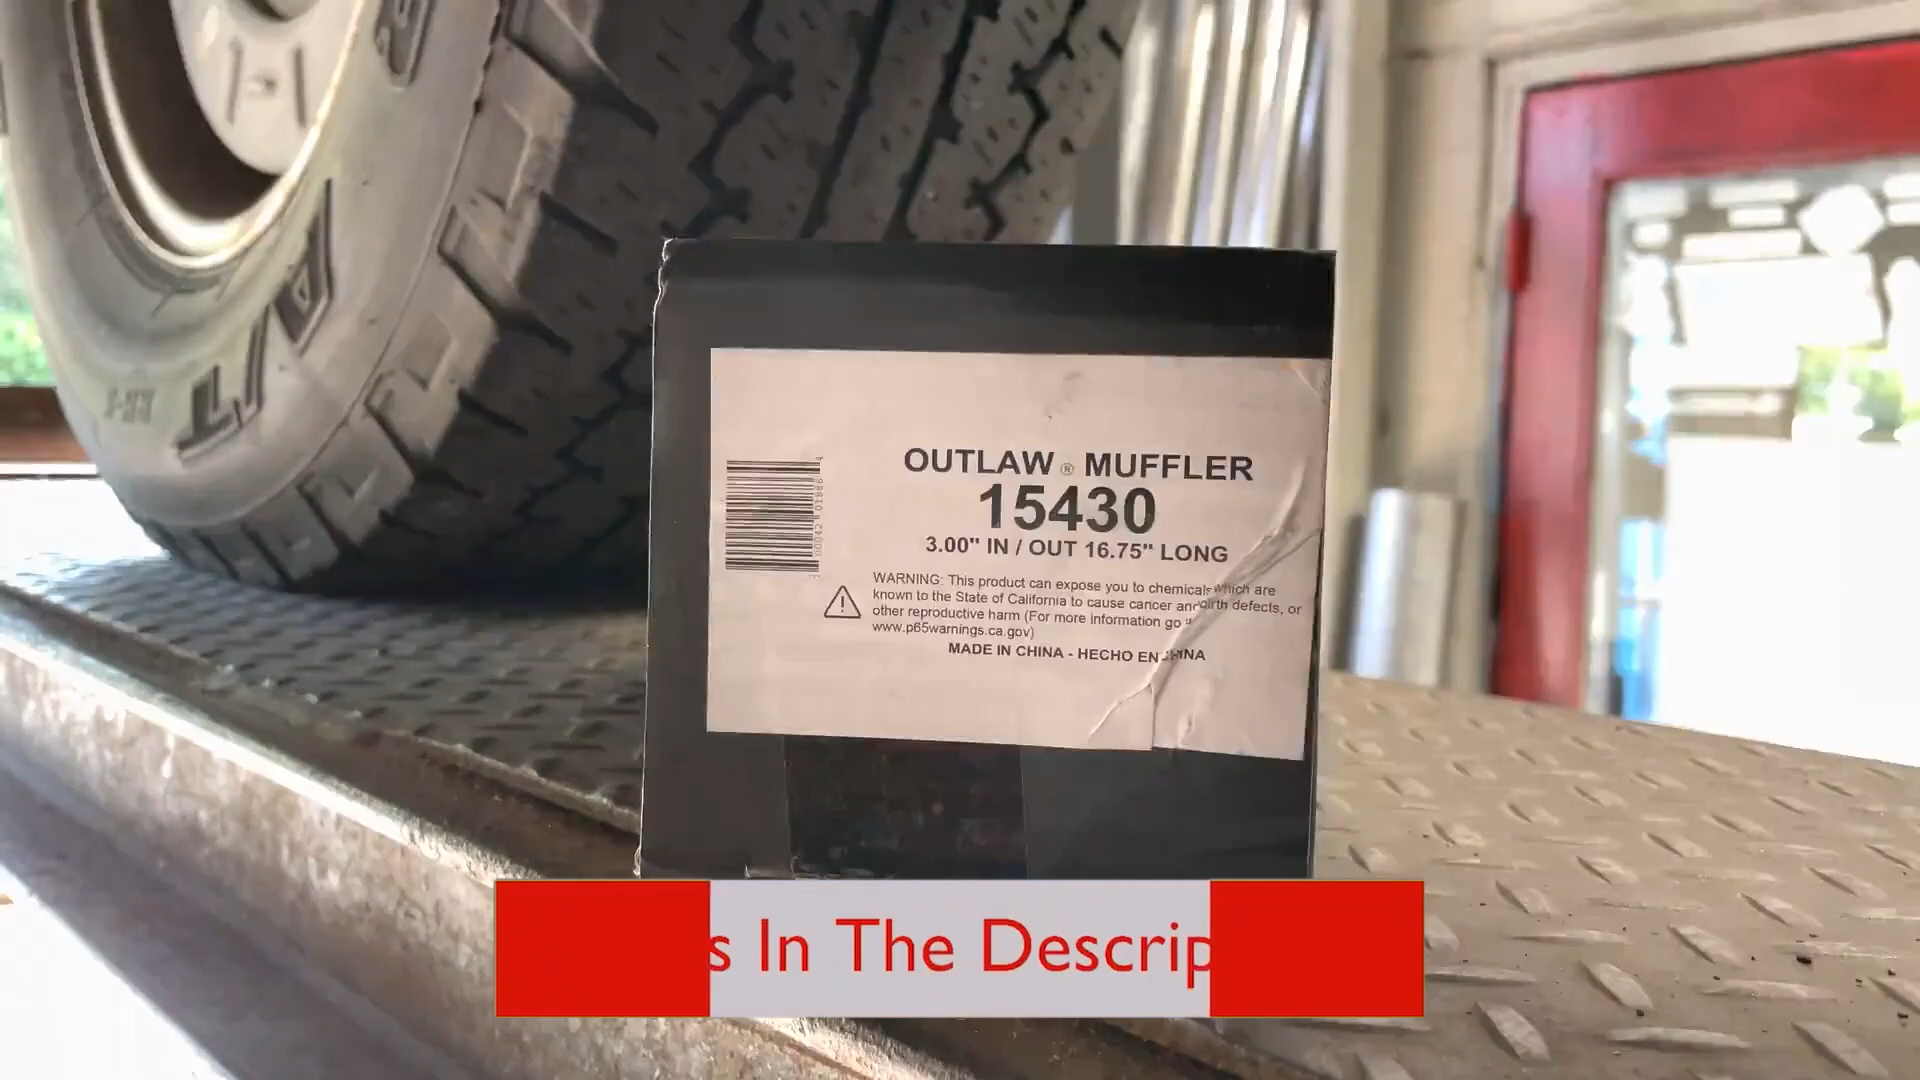 A/T
OUTLAW ® MUFFLER
15430
3.00" IN / OUT 16.75" LONG
WARNING: This product can expose you to chemicals which are
known to the State of California to cause cancer and birth defects, or
other reproductive harm (For more information go
www.p65warnings.ca.gov)
MADE IN CHINA - HECHO EN CHINA
s In The Descrip